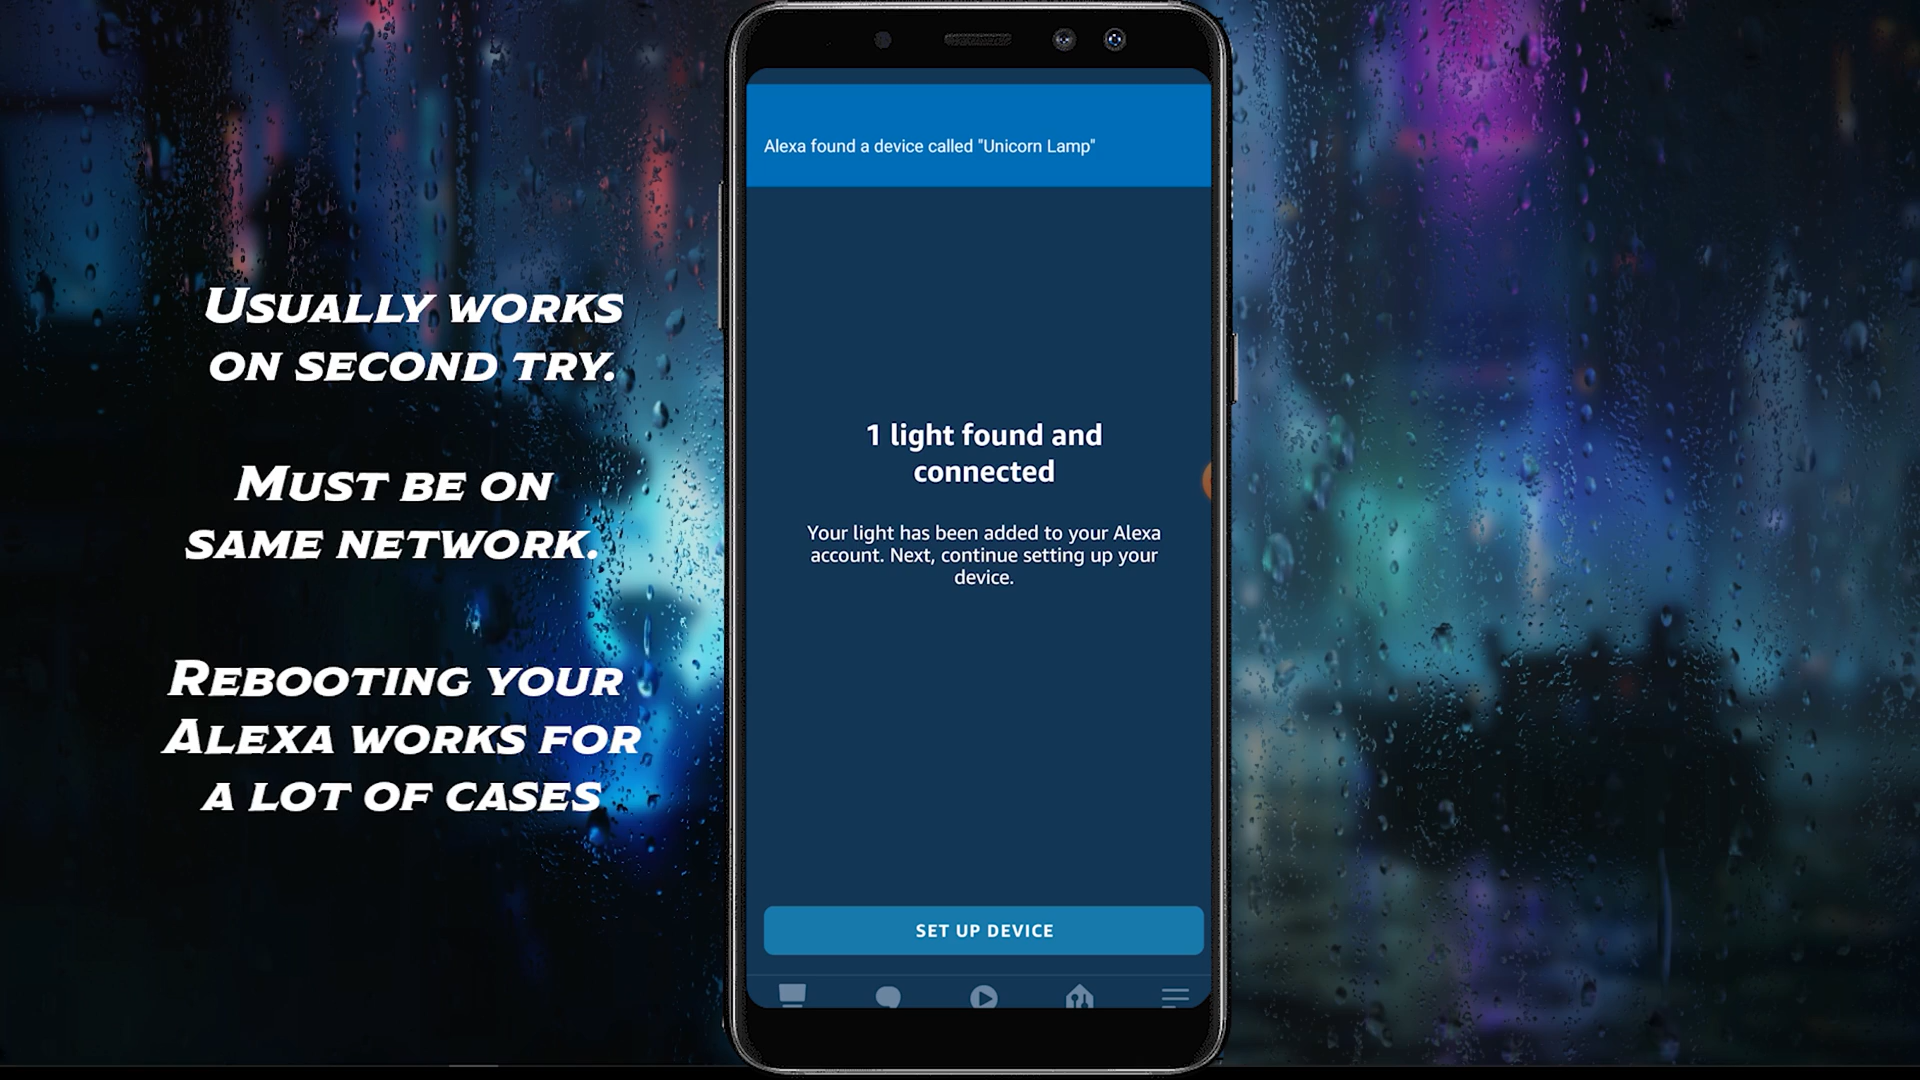 Usually works
on second try.
Must be on
same network.
Rebooting your
Alexa works for
a lot of cases
Alexa found a device called "Unicorn Lamp"
1 light found and
connected
Your light has been added to your Alexa
account. Next, continue setting up your
device.
SET UP DEVICE